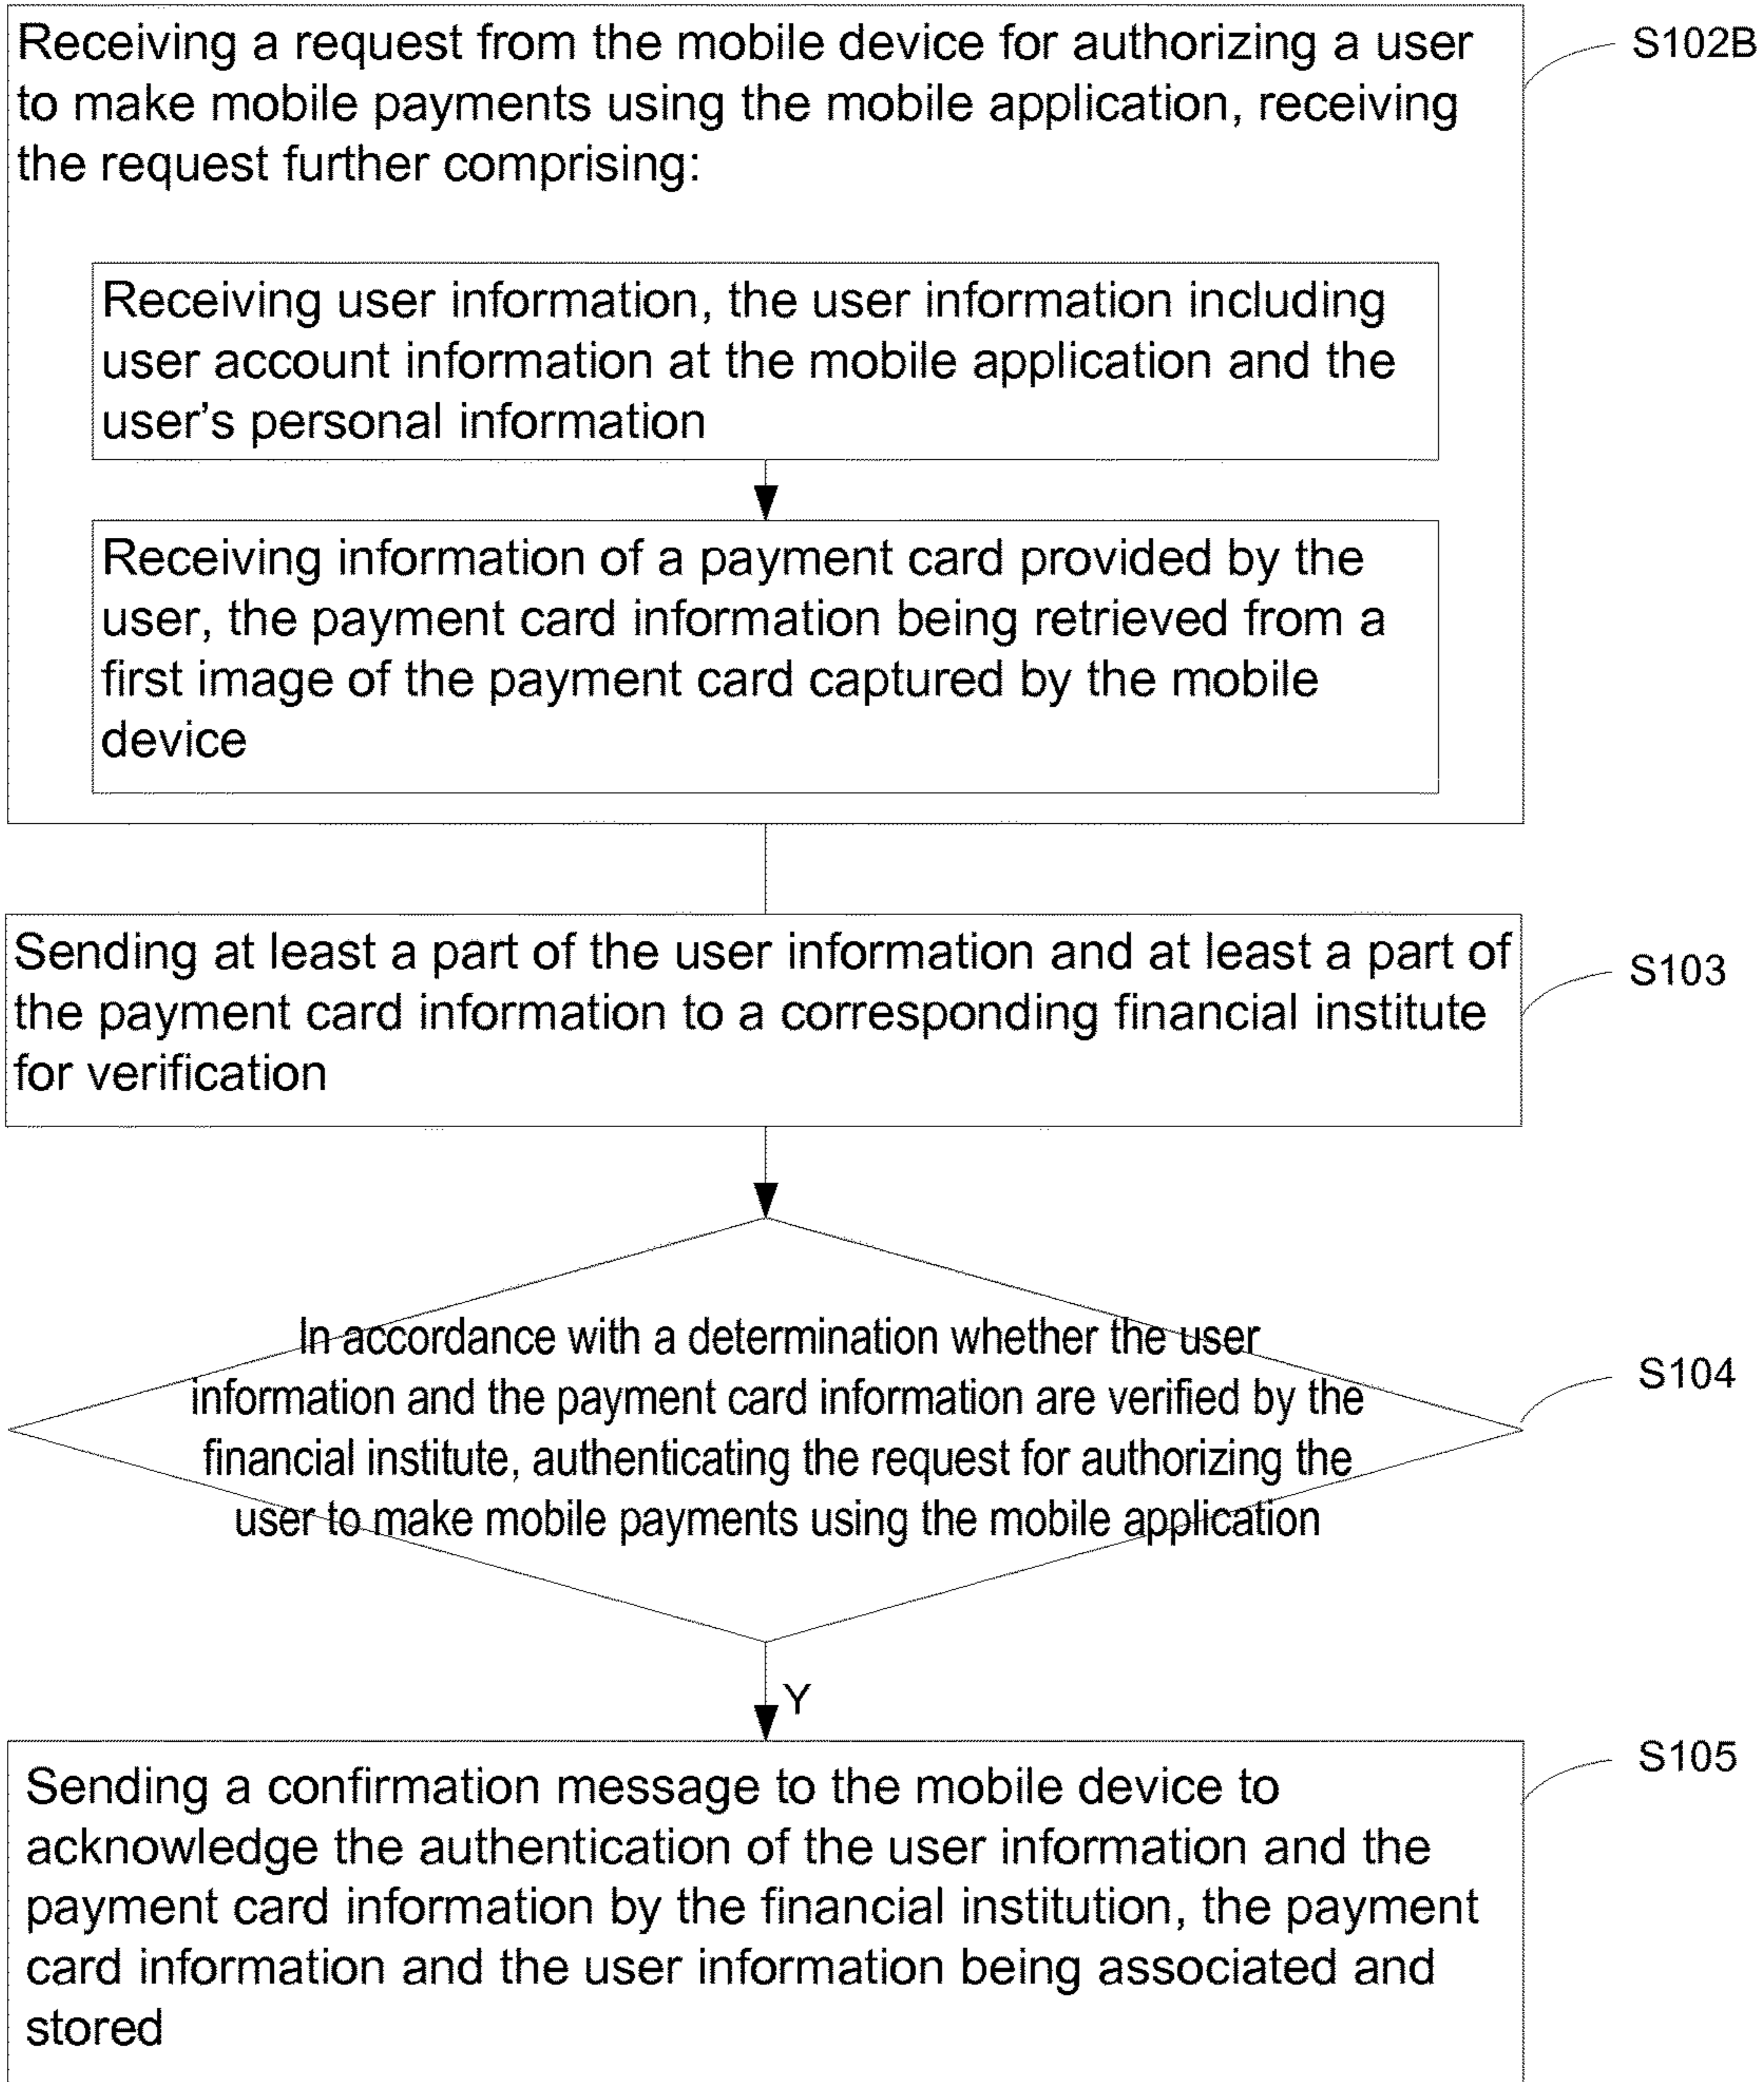 Receiving a request from the mobile device for authorizing a user
to make mobile payments using the mobile application, receiving
the request further comprising:
S102B
Receiving user information, the user information including
user account information at the mobile application and the
user’s personal information
Receiving information of a payment card provided by the
user, the payment card information being retrieved from a
first image of the payment card captured by the mobile
device
Sending at least a part of the user information and at least a part of
the payment card information to a corresponding financial institute
for verification
S103
In accordance with a determination whether the user
information and the payment card information are verified by the
financial institute, authenticating the request for authorizing the
user to make mobile payments using the mobile application
S104
Y
Sending a confirmation message to the mobile device to
acknowledge the authentication of the user information and the
payment card information by the financial institution, the payment
card information and the user information being associated and
stored
S105